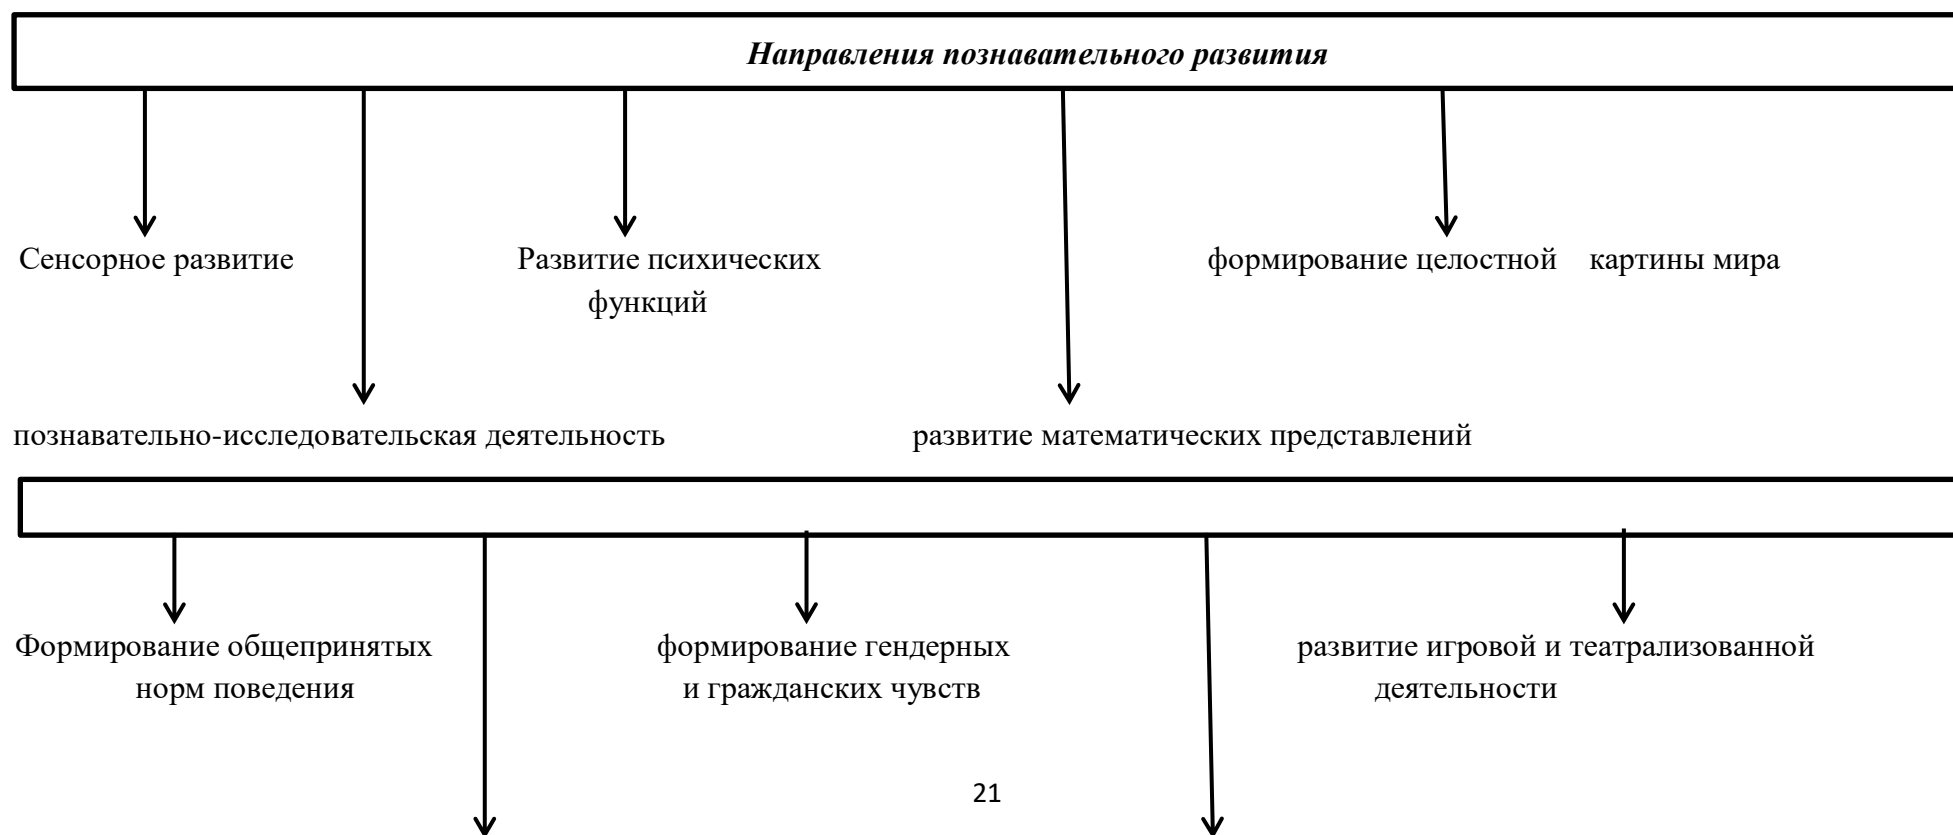 Направления познавательного развития
Сенсорное развитие
Развитие психических
функций
формирование целостной картины мира
познавательно-исследовательская деятельность
развитие математических представлений
Формирование общепринятых
норм поведения
формирование гендерных
и гражданских чувств
развитие игровой и театрализованной
деятельности
21